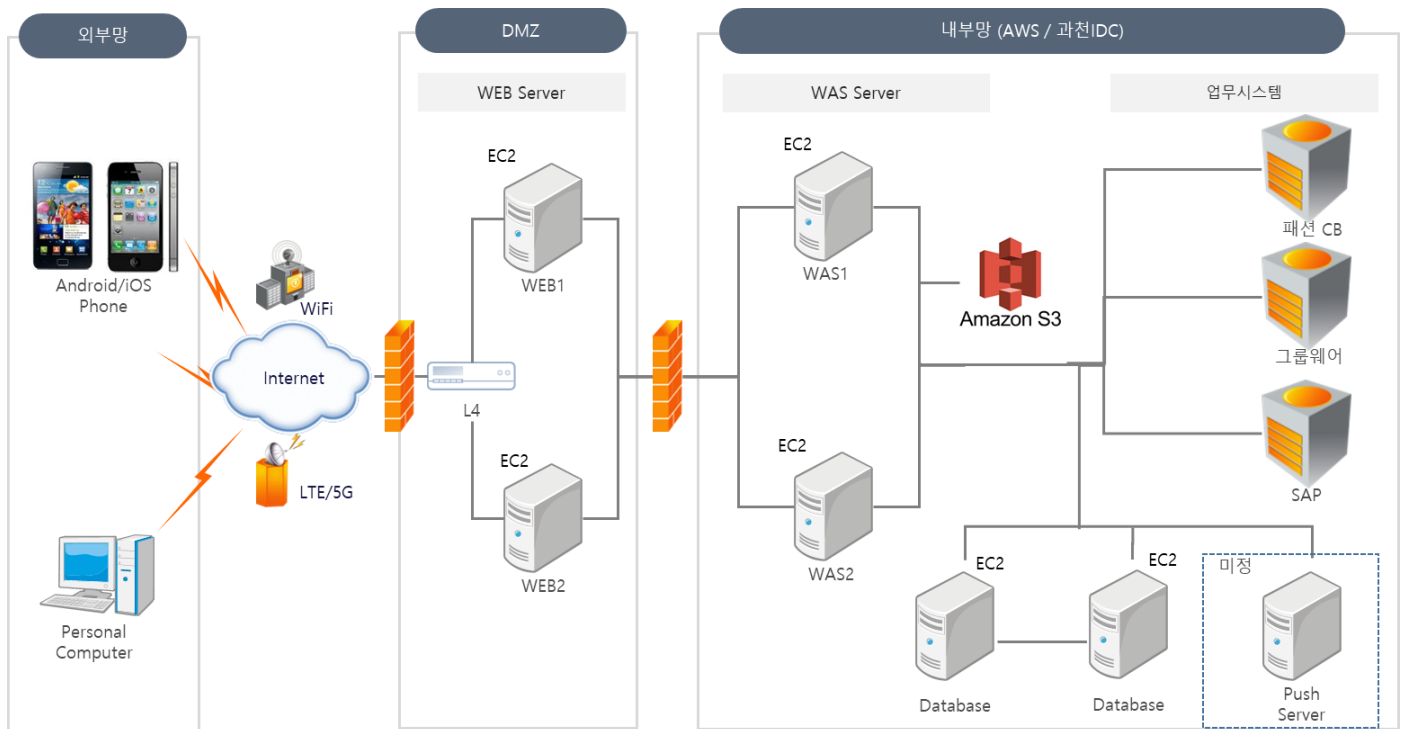 외부망
DMZ
내부망 (AWS / 과천IDC)
WEB Server
WAS Server
업무시스템
EC2
EC2
WEB1
WAS1
Android/iOS
Phone
WiFi
Internet
L4
LTE/5G
EC2
WEB2
EC2
WAS2
Amazon S3
패션 CB
그룹웨어
SAP
Personal
Computer
EC2
Database
EC2
Database
미정
Push
Server